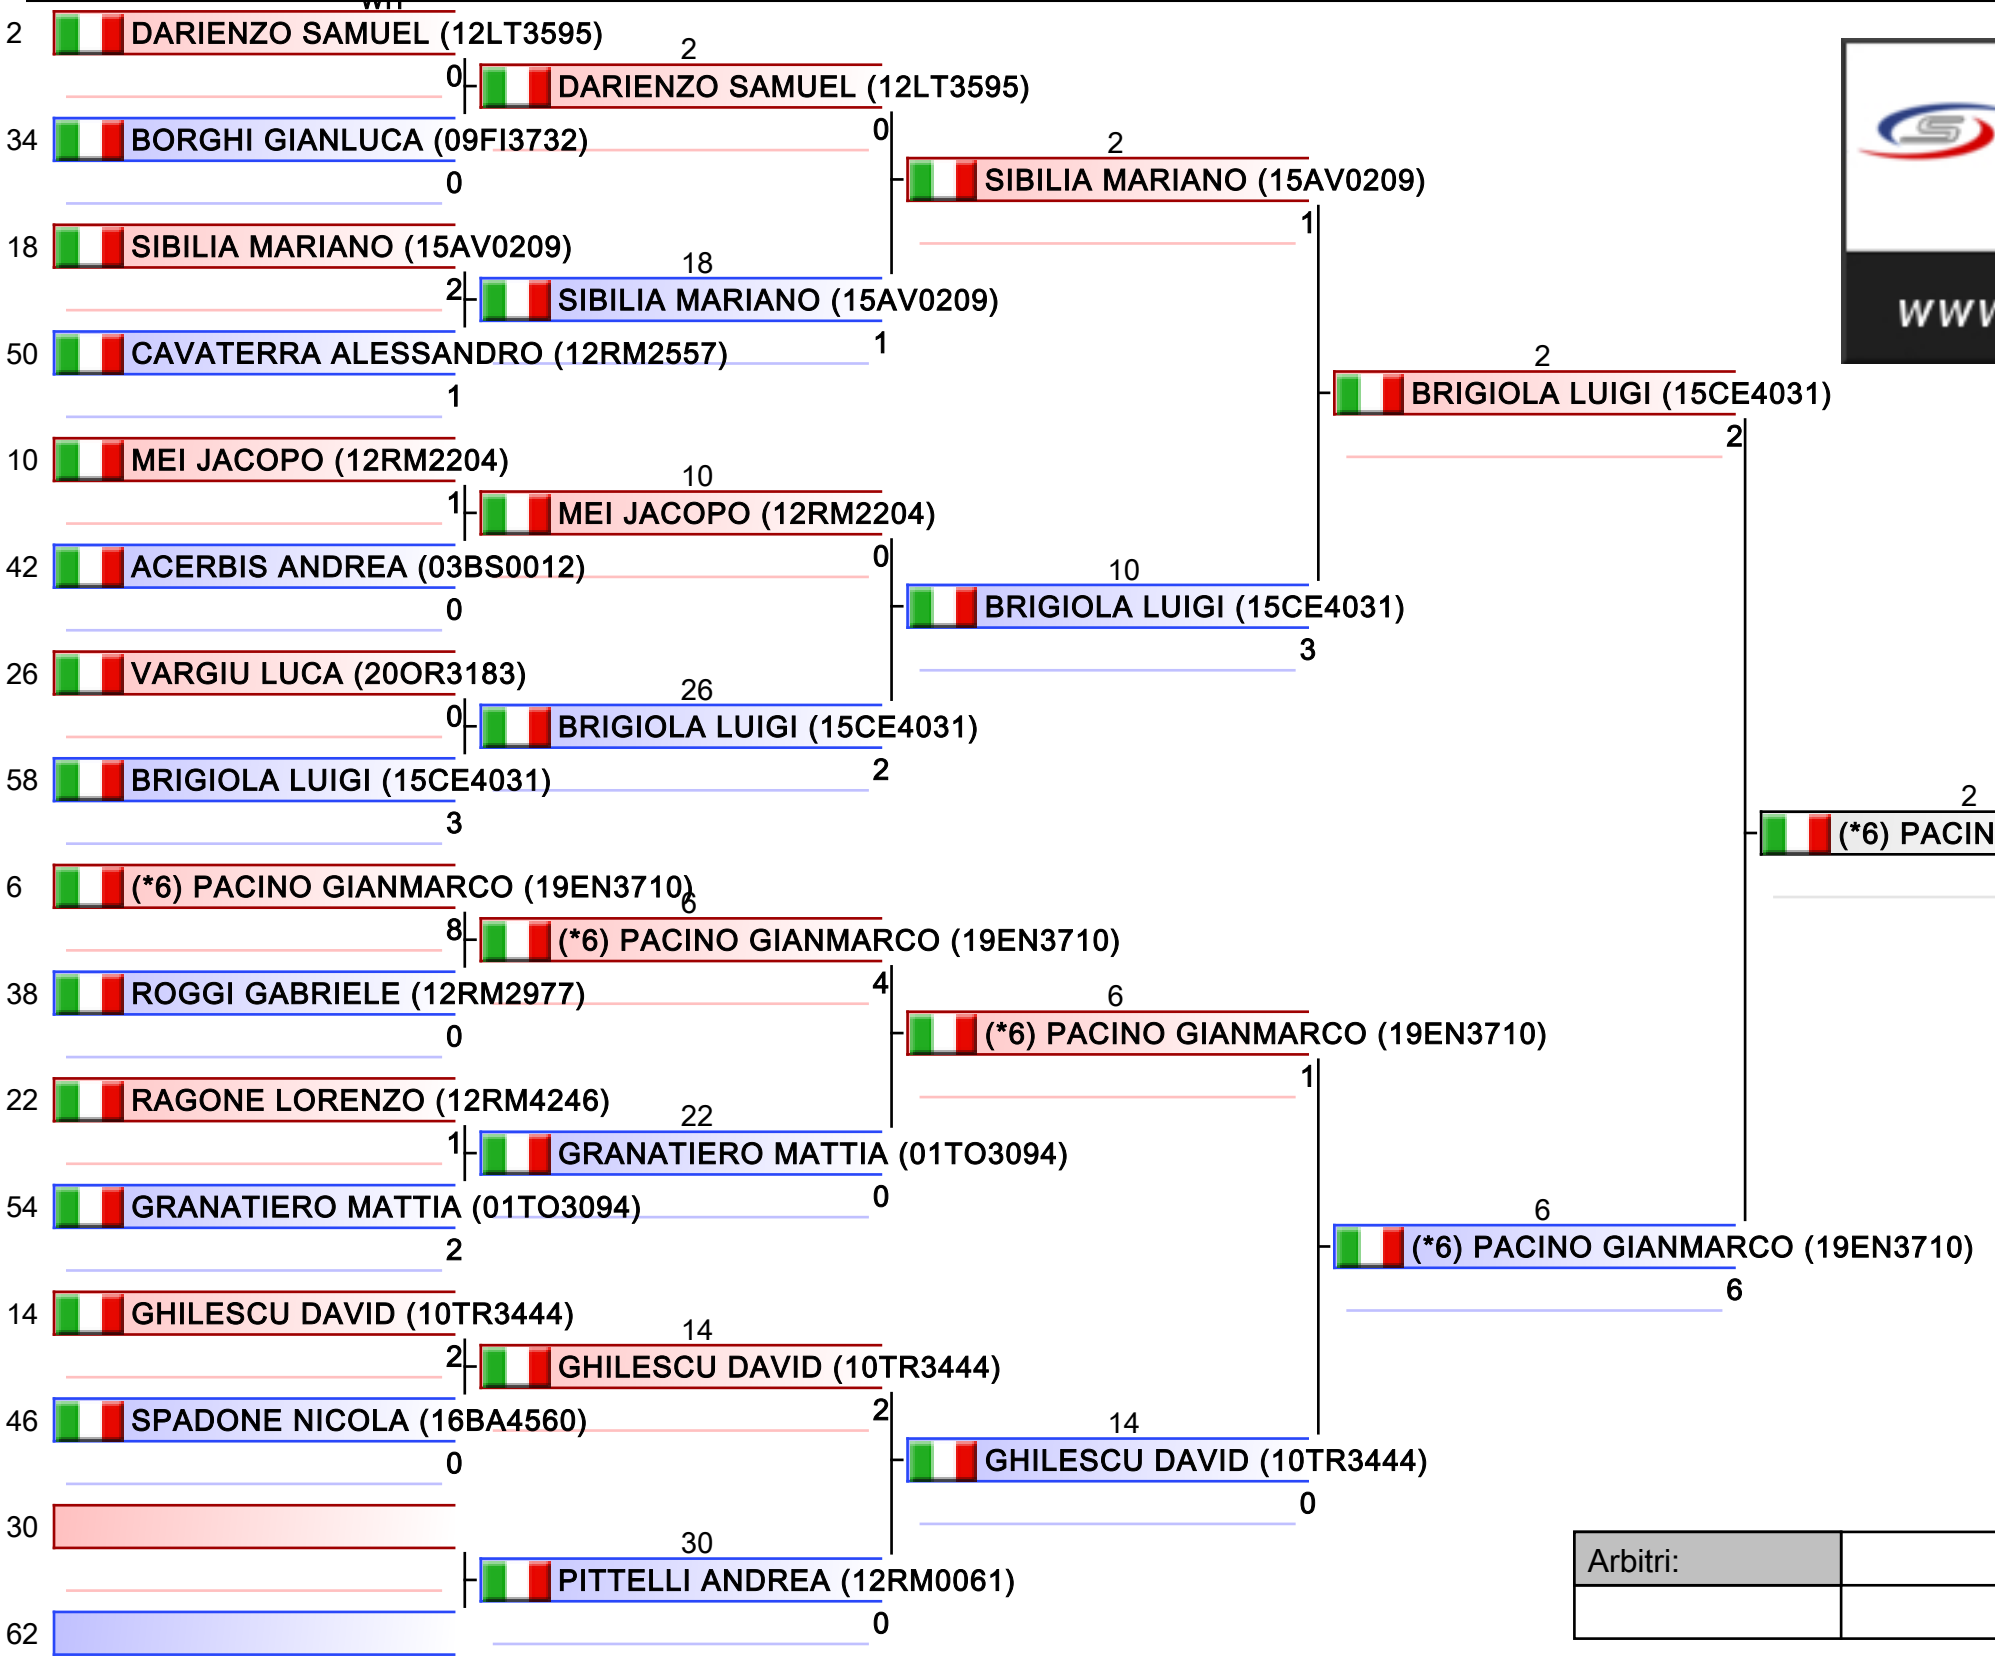 2 DARIENZO SAMUEL (12LT3595)
0
34 BORGHI GIANLUCA (09FI3732)
0
18 SIBILIA MARIANO (15AV0209)
2
50 CAVATERRA ALESSANDRO (12RM2557)
1
10 MEI JACOPO (12RM2204)
1
42 ACERBIS ANDREA (03BS0012)
0
26 VARGIU LUCA (20OR3183)
0
58 BRIGIOLA LUIGI (15CE4031)
3
6 (*6) PACINO GIANMARCO (19EN3710)
8
38 ROGGI GABRIELE (12RM2977)
0
22 RAGONE LORENZO (12RM4246)
1
54 GRANATIERO MATTIA (01TO3094)
2
14 GHILESCU DAVID (10TR3444)
2
46 SPADONE NICOLA (16BA4560)
0
30
62
2
DARIENZO SAMUEL (12LT3595)
0
18
SIBILIA MARIANO (15AV0209)
1
10
MEI JACOPO (12RM2204)
0
26
BRIGIOLA LUIGI (15CE4031)
2
6
(*6) PACINO GIANMARCO (19EN3710)
4
22
GRANATIERO MATTIA (01TO3094)
0
14
GHILESCU DAVID (10TR3444)
2
30
PITTELLI ANDREA (12RM0061)
0
2
SIBILIA MARIANO (15AV0209)
1
10
BRIGIOLA LUIGI (15CE4031)
3
6
(*6) PACINO GIANMARCO (19EN3710)
1
14
GHILESCU DAVID (10TR3444)
0
2
BRIGIOLA LUIGI (15CE4031)
2
6
(*6) PACINO GIANMARCO (19EN3710)
6
2
(*6) PACIN
S
www
Arbitri: